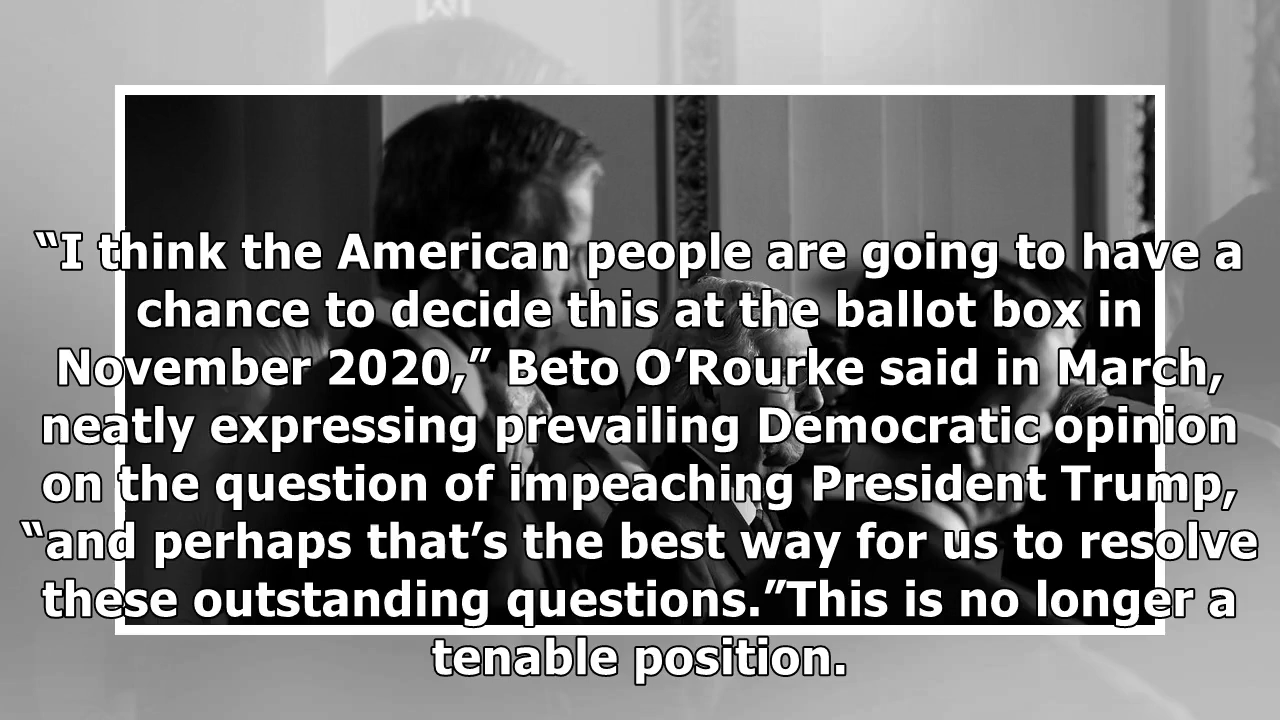 “I think the American people are going to have a
chance to decide this at the ballot box in
November 2020,” Beto O’Rourke said in March,
neatly expressing prevailing Democratic opinion
on the question of impeaching President Trump,
“and perhaps that’s the best way for us to resolve
these outstanding questions.”This is no longer a
tenable position.